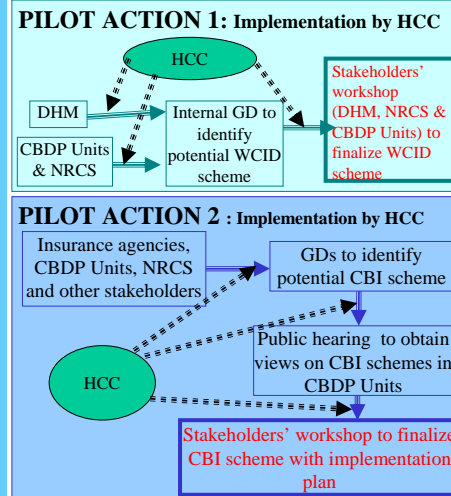 PILOT ACTION 1: Implementation by HCC
HCC
DHM
CBDP Units
& NRCS
Internal GD to
identify
potential WCID
scheme
Stakeholders'
workshop
(DHM, NRCS &
CBDP Units) to
finalize WCID
scheme
PILOT ACTION 2 : Implementation by HCC
Insurance agencies,
CBDP Units, NRCS
and other stakeholders
GDs to identify
potential CBI scheme
Public hearing to obtain
views on CBI schemes in
CBDP Units
HCC
Stakeholders' workshop to finalize
CBI scheme with implementation
plan